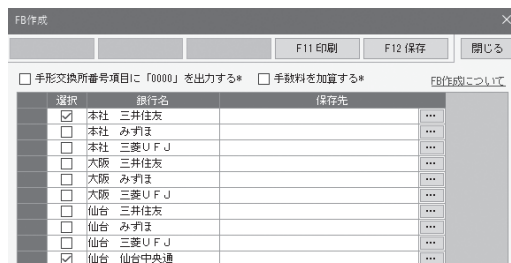 FB作成
F11 印刷 F12 保存 閉じる
手形交換所番号項目に「0000」を出力する* 手数料を加算する* FB作成について
選択 銀行名 保存先
本社 三井住友 ...
本社 みずほ ...
本社 三菱UFJ ...
大阪 三井住友 ...
大阪 みずほ ...
大阪 三菱UFJ ...
仙台 三井住友 ...
仙台 みずほ ...
仙台 三菱UFJ ...
仙台 仙台中央通 ...